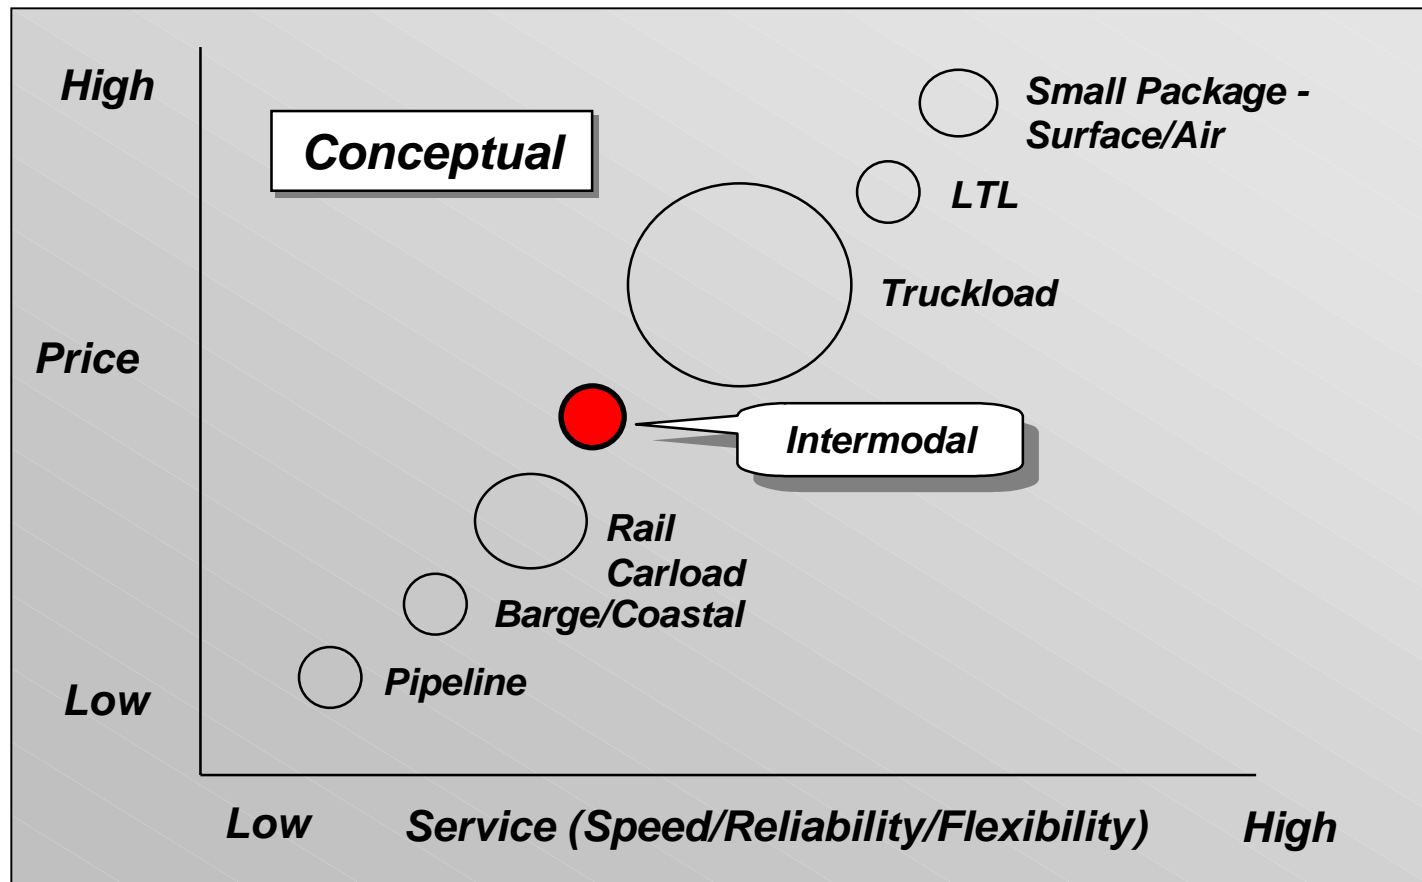 High
Conceptual
Small Package -
Surface/Air
LTL
Truckload
Price
Intermodal
Rail
Carload
Barge/Coastal
Pipeline
Low
Low
Service (Speed/Reliability/Flexibility)
High